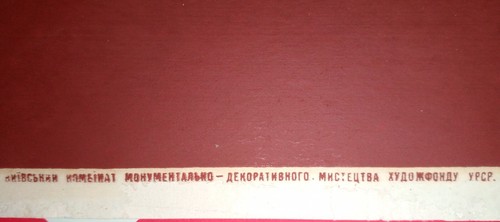 КИЇВСЬКИЙ КОМБІНАТ МОНУМЕНТАЛЬНО – ДЕКОРАТИВНОГО МИСТЕЦТВА ХУДОЖФОНДУ УРСР.